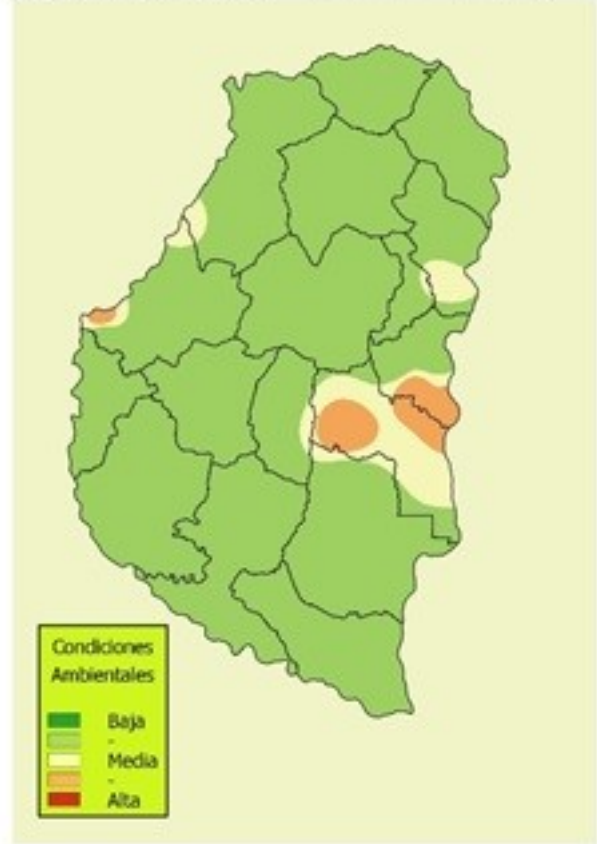 Condiciones
Ambientales
Baja
-
Media
-
Alta